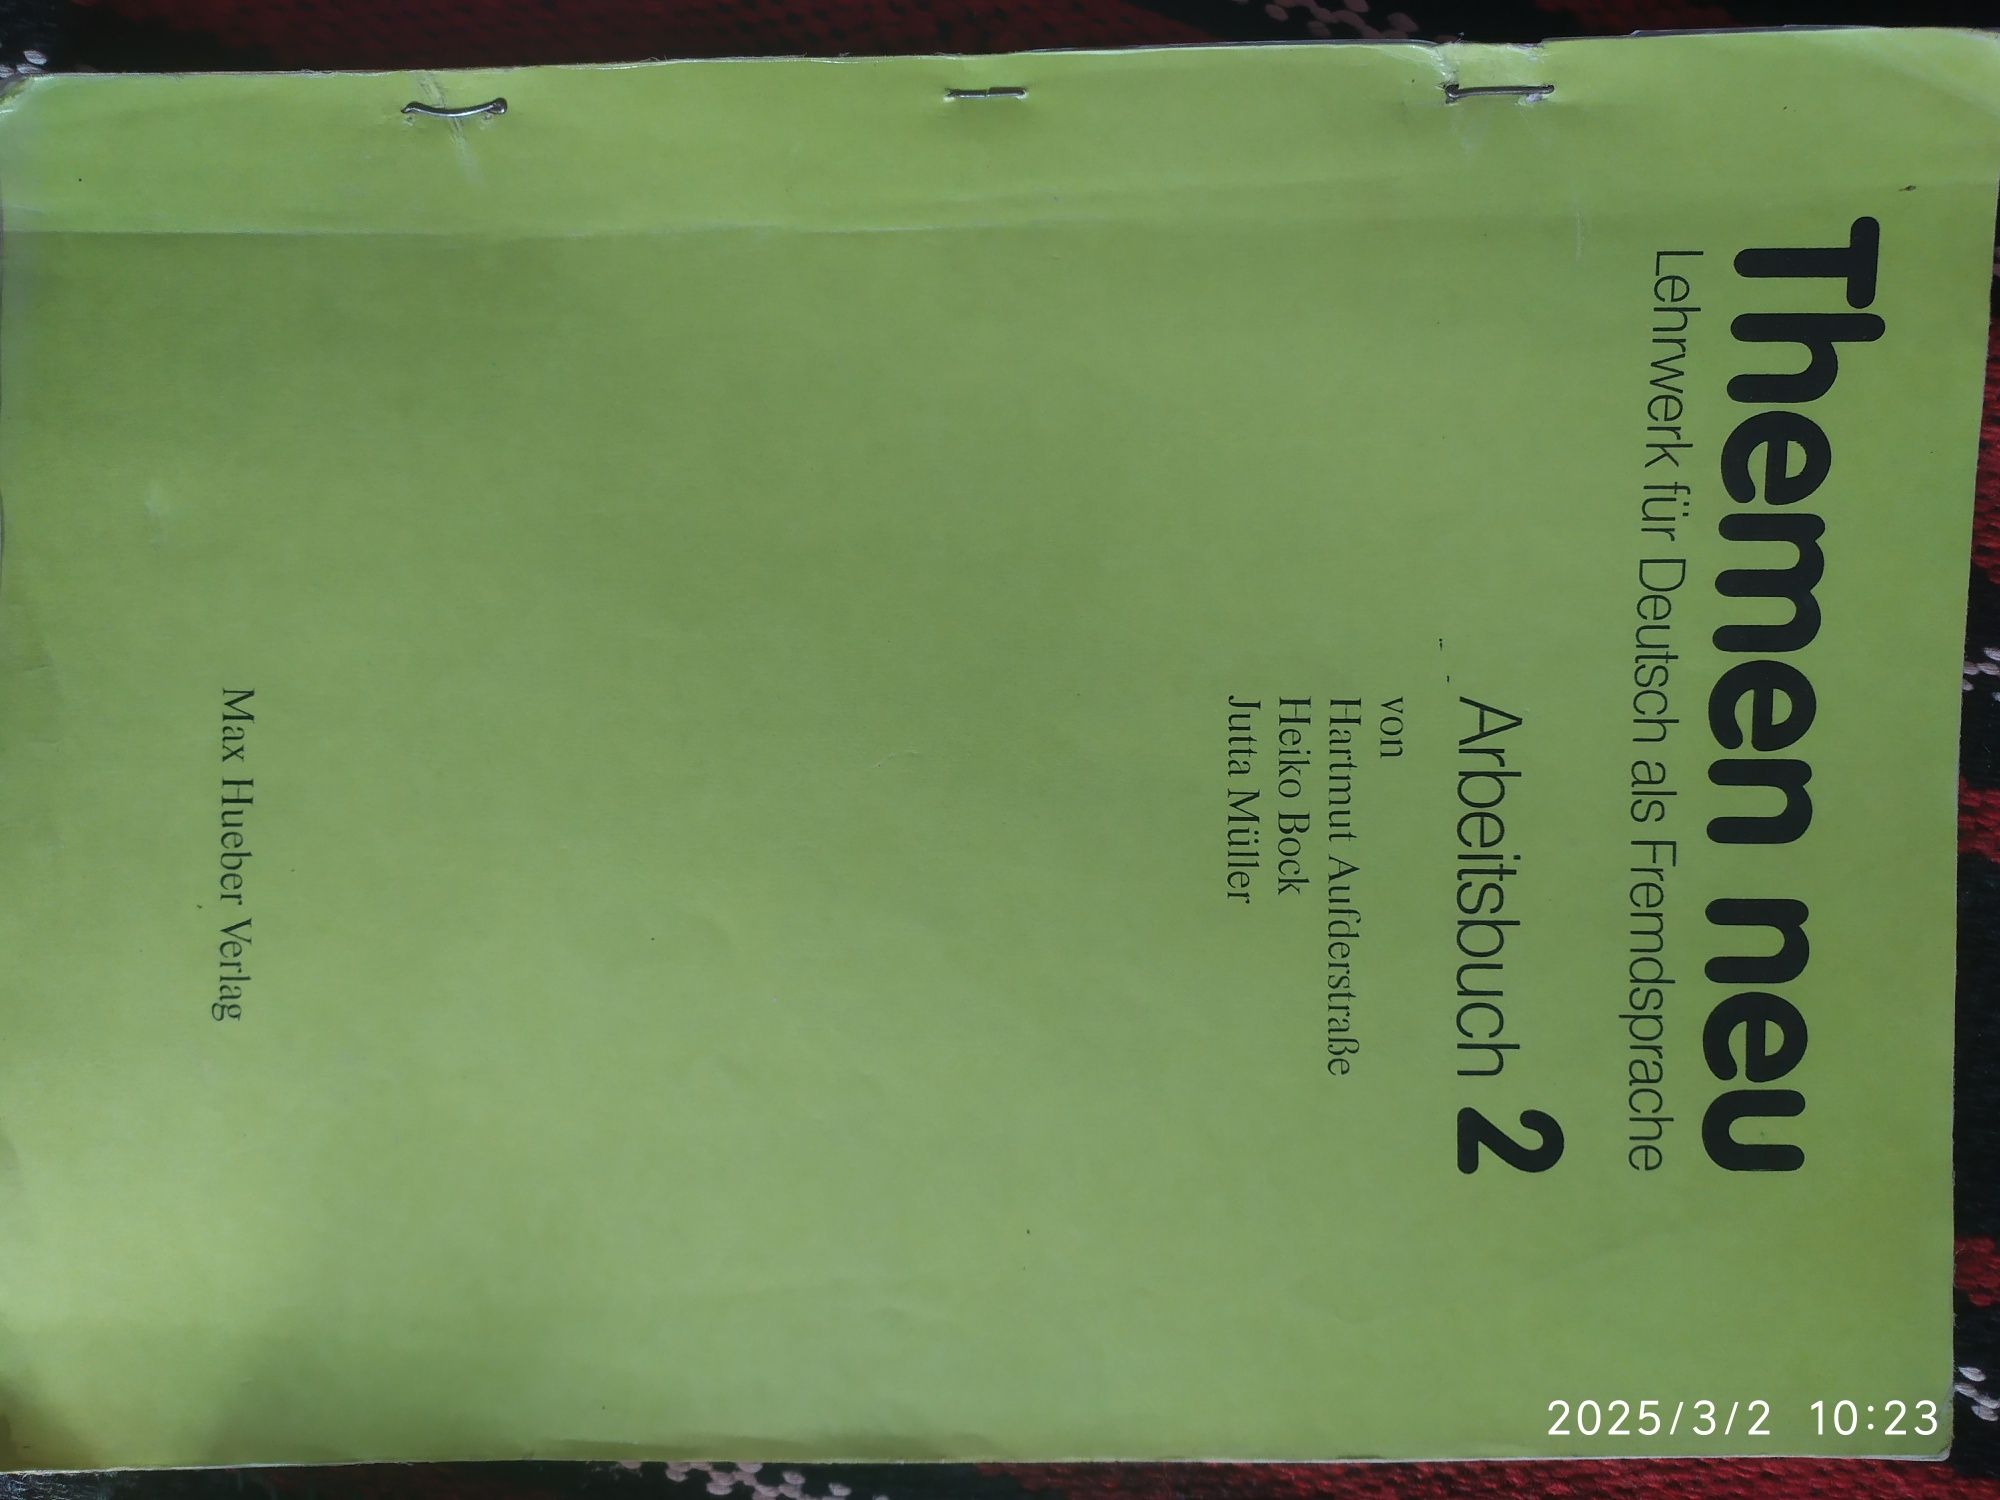 Themen neu
Lehrwerk für Deutsch als Fremdsprache
Arbeitsbuch 2
von
Hartmut Aufderstraße
Heiko Bock
Jutta Müller
Max Hueber Verlag
2025/3/2 10:23